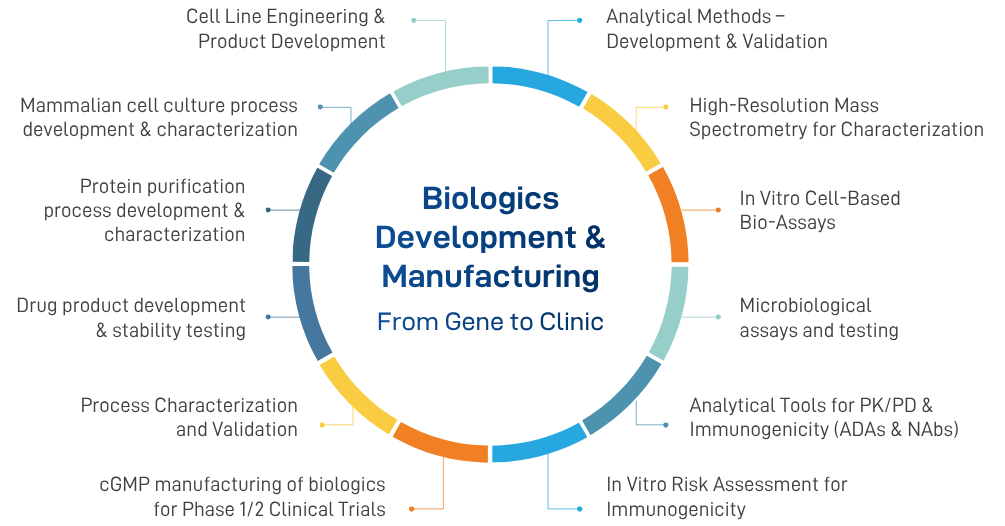 Biologics
Development &
Manufacturing
From Gene to Clinic
Cell Line Engineering &
Product Development
Mammalian cell culture process
development & characterization
Protein purification
process development &
characterization
Drug product development
& stability testing
Process Characterization
and Validation
cGMP manufacturing of biologics
for Phase 1/2 Clinical Trials
Analytical Methods –
Development & Validation
High-Resolution Mass
Spectrometry for Characterization
In Vitro Cell-Based
Bio-Assays
Microbiological
assays and testing
Analytical Tools for PK/PD &
Immunogenicity (ADAs & NAbs)
In Vitro Risk Assessment for
Immunogenicity